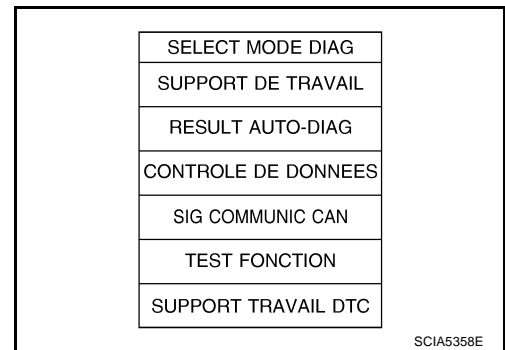 SELECT MODE DIAG
SUPPORT DE TRAVAIL
RESULT AUTO-DIAG
CONTROLE DE DONNEES
SIG COMMUNIC CAN
TEST FONCTION
SUPPORT TRAVAIL DTC
SCIA5358E